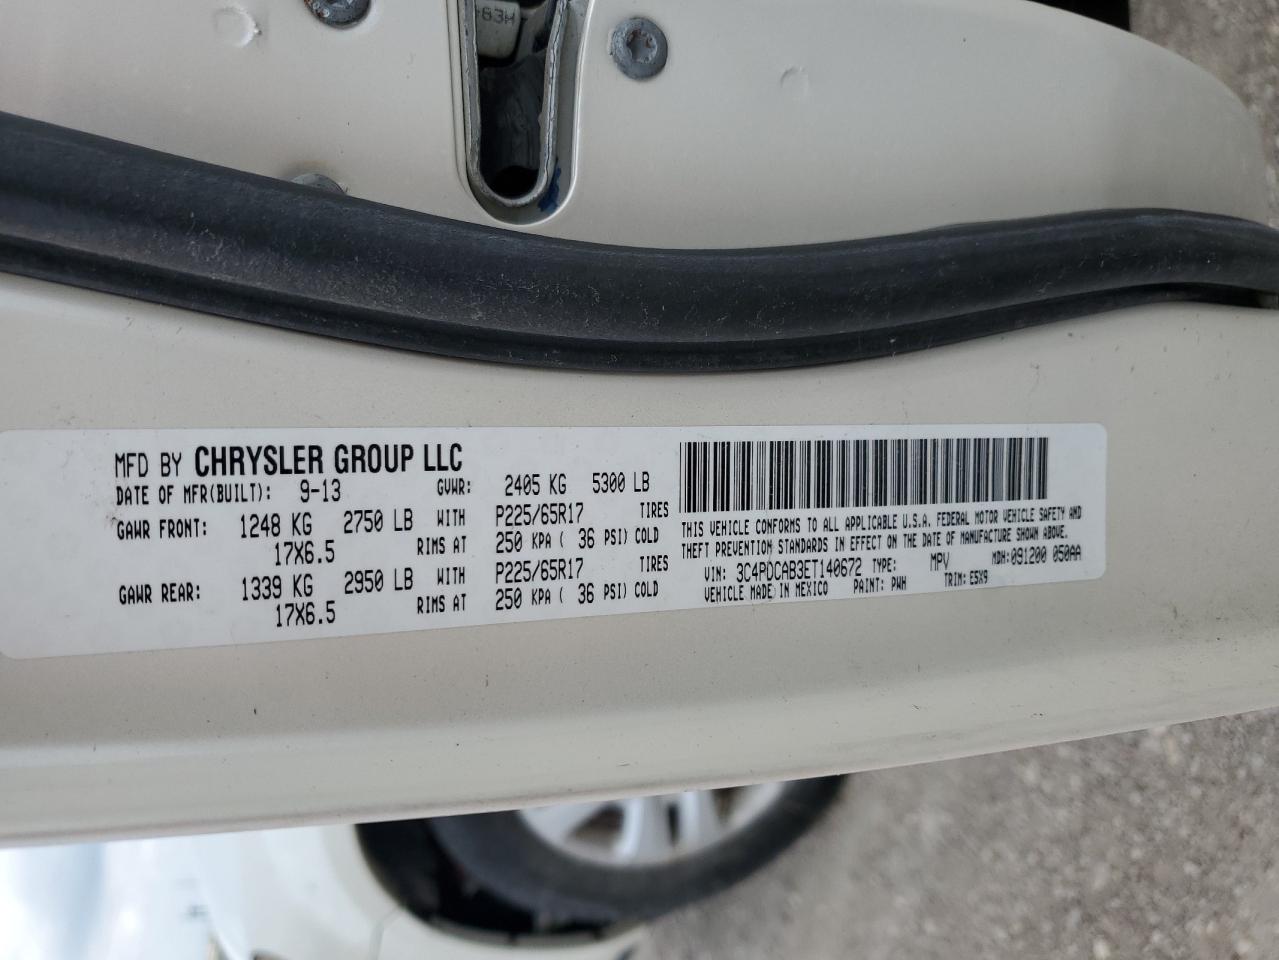 83H
MFD BY CHRYSLER GROUP LLC
DATE OF MFR(BUILT): 9-13 GVWR: 2405 KG 5300 LB
GAWR FRONT: 1248 KG 2750 LB WITH P225/65R17 TIRES
17X6.5 RIMS AT 250 KPA ( 36 PSI) COLD
GAWR REAR: 1339 KG 2950 LB WITH P225/65R17 TIRES
17X6.5 RIMS AT 250 KPA ( 36 PSI) COLD
THIS VEHICLE CONFORMS TO ALL APPLICABLE U.S.A. FEDERAL MOTOR VEHICLE SAFETY AND
THEFT PREVENTION STANDARDS IN EFFECT ON THE DATE OF MANUFACTURE SHOWN ABOVE.
VIN: 3C4PDCAB3ET140672 TYPE: MPV MDH: 091200 050AA
VEHICLE MADE IN MEXICO PAINT: PWH TRIM: E5X9